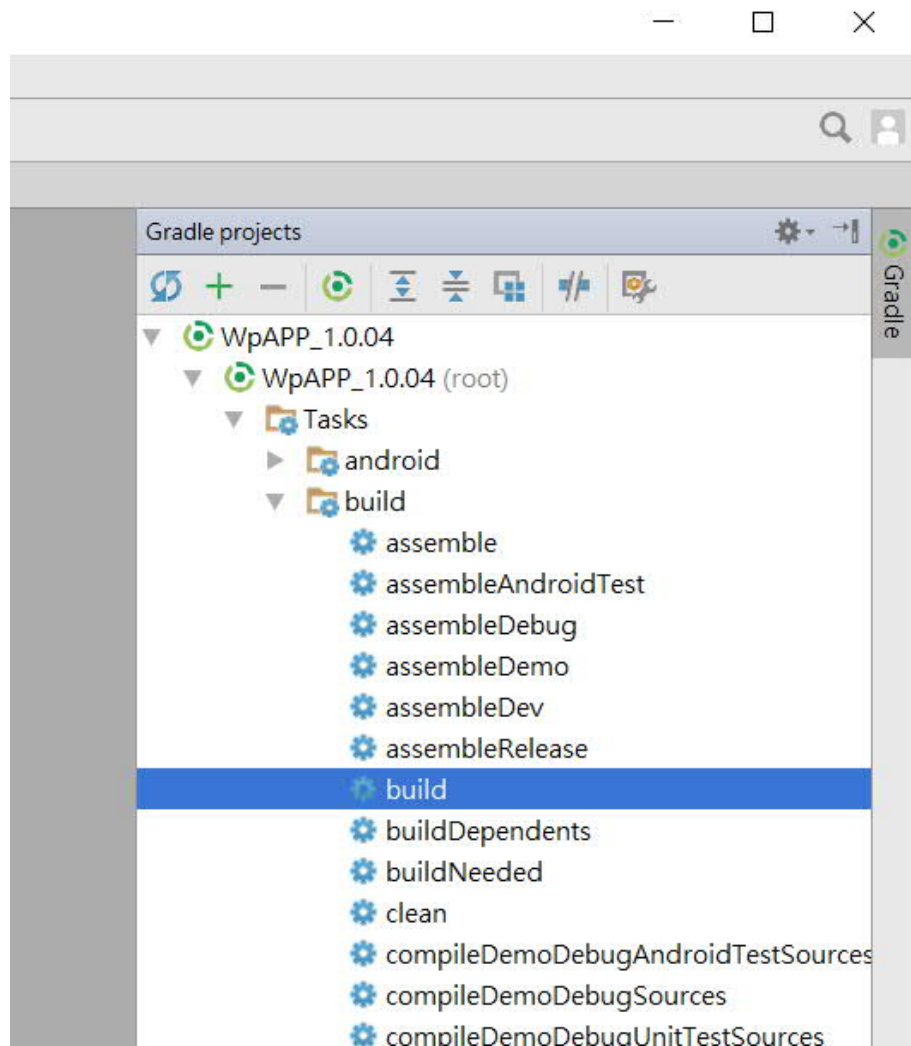 Gradle projects
Gradle
WpAPP_1.0.04
WpAPP_1.0.04 (root)
Tasks
android
build
assemble
assembleAndroidTest
assembleDebug
assembleDemo
assembleDev
assembleRelease
build
buildDependents
buildNeeded
clean
compileDemoDebugAndroidTestSources
compileDemoDebugSources
compileDemoDebugUnitTestSources